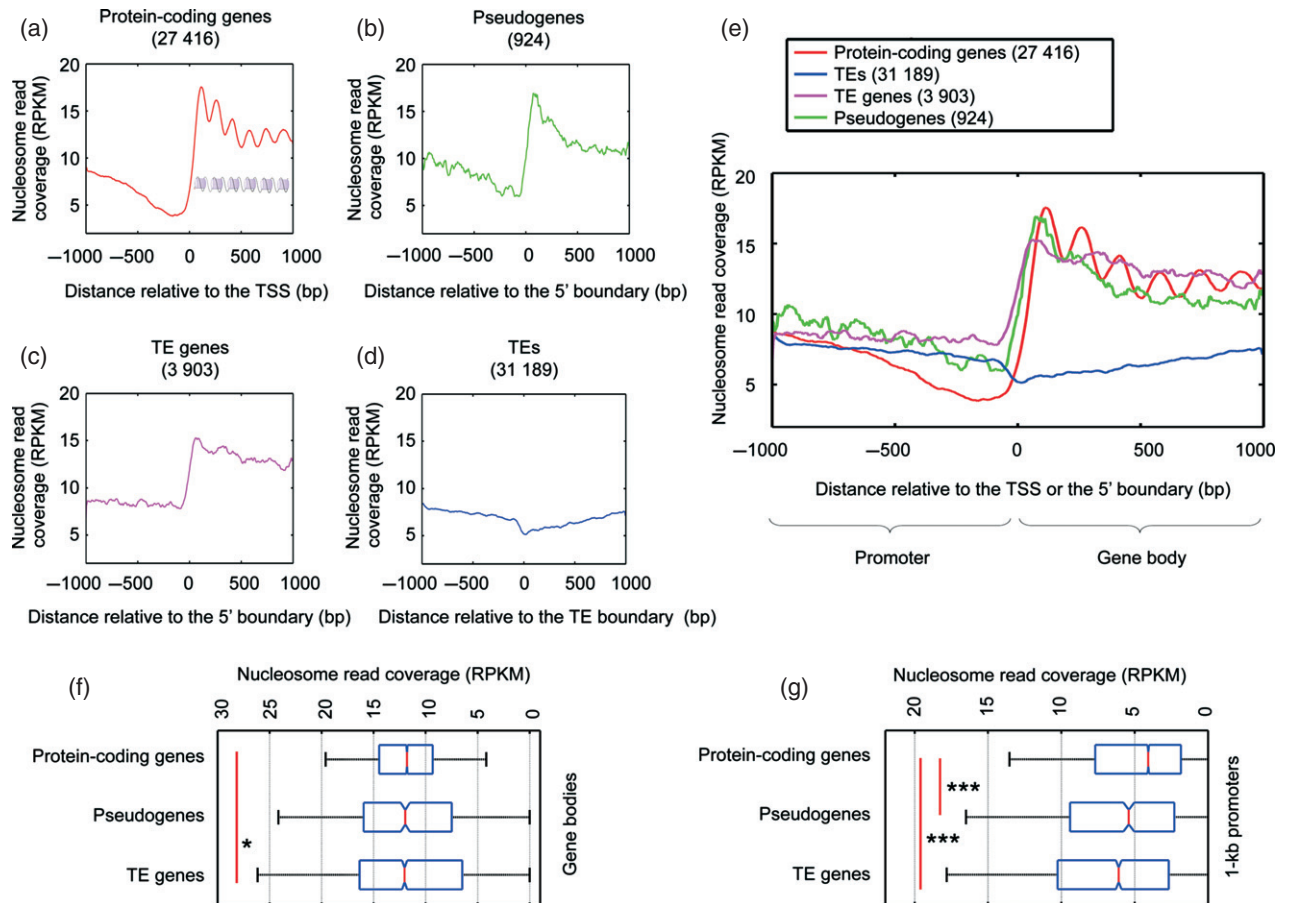 (a)
Protein-coding genes
(27 416)
Nucleosome read
coverage (RPKM)
20
15
10
5
−1000 −500 0 500 1000
Distance relative to the TSS (bp)
(b)
Pseudogenes
(924)
Nucleosome read
coverage (RPKM)
20
15
10
5
−1000 −500 0 500 1000
Distance relative to the 5' boundary (bp)
(c)
TE genes
(3 903)
Nucleosome read
coverage (RPKM)
20
15
10
5
−1000 −500 0 500 1000
Distance relative to the 5' boundary (bp)
(d)
TEs
(31 189)
Nucleosome read
coverage (RPKM)
20
15
10
5
−1000 −500 0 500 1000
Distance relative to the TE boundary (bp)
(e)
Protein-coding genes (27 416)
TEs (31 189)
TE genes (3 903)
Pseudogenes (924)
Nucleosome read coverage (RPKM)
20
15
10
5
−1000 −500 0 500 1000
Distance relative to the TSS or the 5' boundary (bp)
Promoter Gene body
(f)
Nucleosome read coverage (RPKM)
30 25 20 15 10 5 0
Protein-coding genes
Pseudogenes
*
TE genes
Gene bodies
(g)
Nucleosome read coverage (RPKM)
20 15 10 5 0
Protein-coding genes
***
Pseudogenes
***
TE genes
1-kb promoters